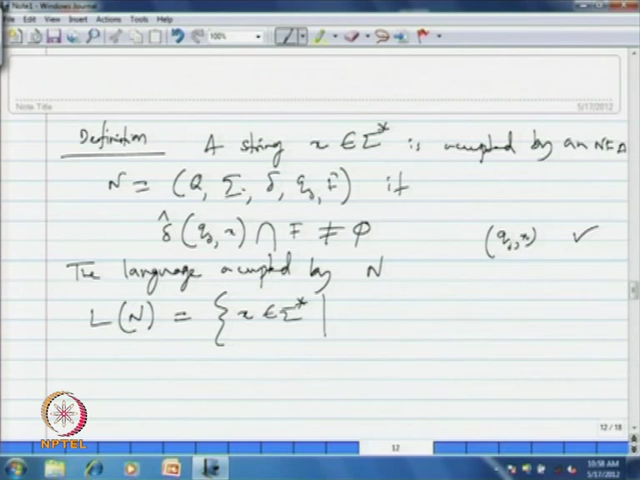 Note1 - Windows Journal
File Edit View Insert Actions Tools Help
100%
Note Title
5/17/2012
Definition A string x ∈ Σ* is accepted by an NFA
N = (Q, Σ, δ, q₀, F) if
δ̂ (q₀, x) ∩ F ≠ φ (q₀, x) ✓
The language accepted by N
L(N) = { x ∈ Σ* |
12 / 18
NPTEL
12
10:58 AM
5/17/2012